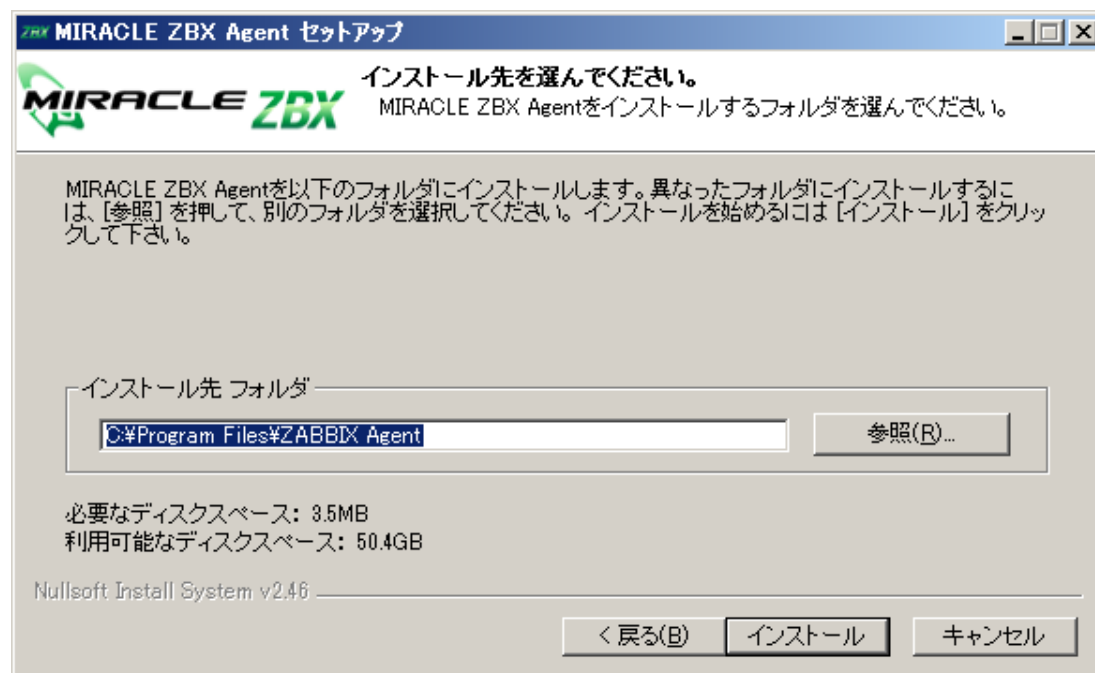 ZBX MIRACLE ZBX Agent セットアップ
MIRACLE ZBX
インストール先を選んでください。
MIRACLE ZBX Agentをインストールするフォルダを選んでください。
MIRACLE ZBX Agentを以下のフォルダにインストールします。異なったフォルダにインストールするに
は、[参照] を押して、別のフォルダを選択してください。インストールを始めるには [インストール] をクリッ
クして下さい。
インストール先 フォルダ
C:¥Program Files¥ZABBIX Agent
参照(R)...
必要なディスクスペース: 3.5MB
利用可能なディスクスペース: 50.4GB
Nullsoft Install System v2.46
< 戻る(B)
インストール
キャンセル